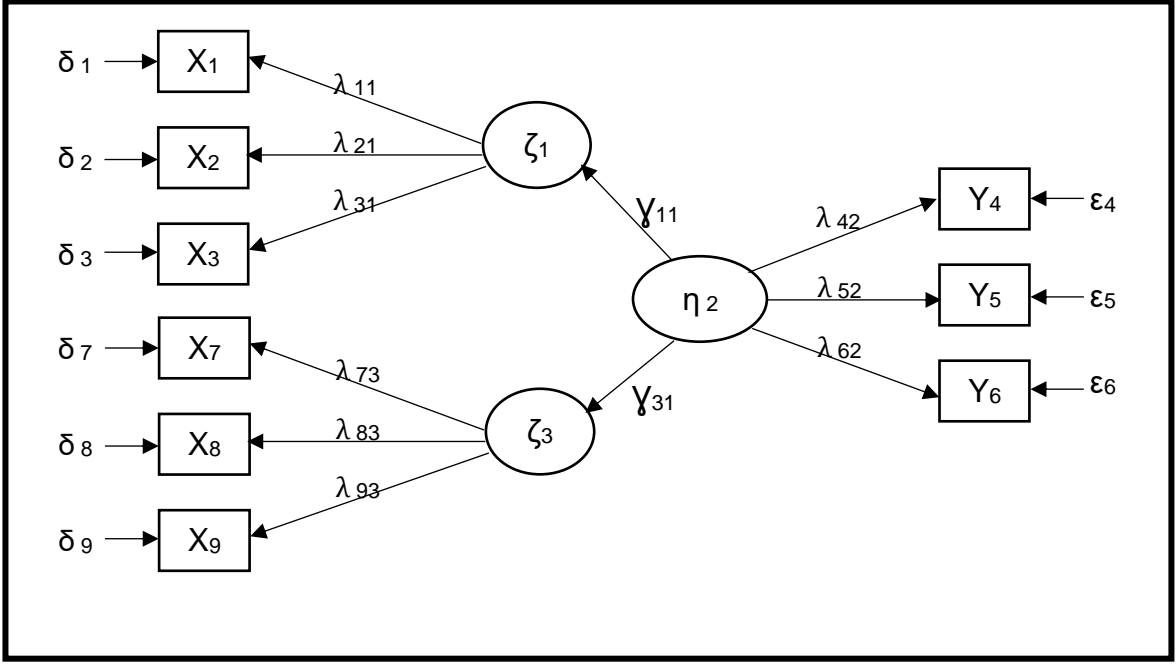 δ 1
X1
λ 11
δ 2
X2
λ 21
ζ1
δ 3
X3
λ 31
γ11
λ 42
Y4
ε4
η 2
λ 52
Y5
ε5
λ 62
Y6
ε6
δ 7
X7
λ 73
γ31
δ 8
X8
λ 83
ζ3
δ 9
X9
λ 93